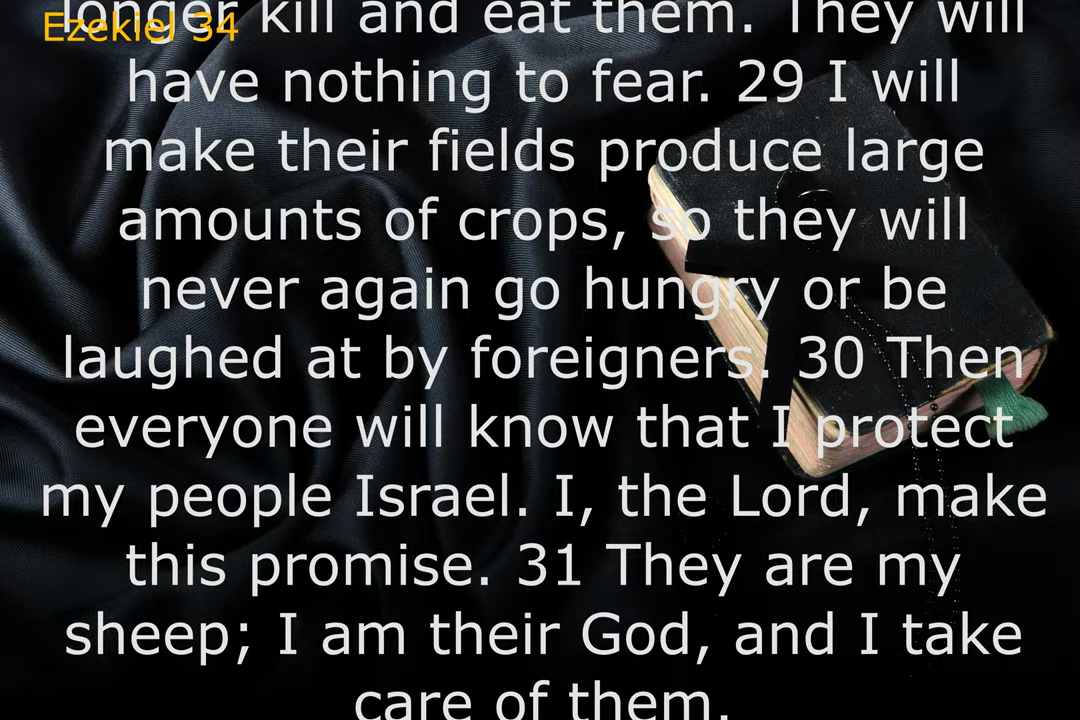 Ezekiel 34
longer kill and eat them. They will
have nothing to fear. 29 I will
make their fields produce large
amounts of crops, so they will
never again go hungry or be
laughed at by foreigners. 30 Then
everyone will know that I protect
my people Israel. I, the Lord, make
this promise. 31 They are my
sheep; I am their God, and I take
care of them.